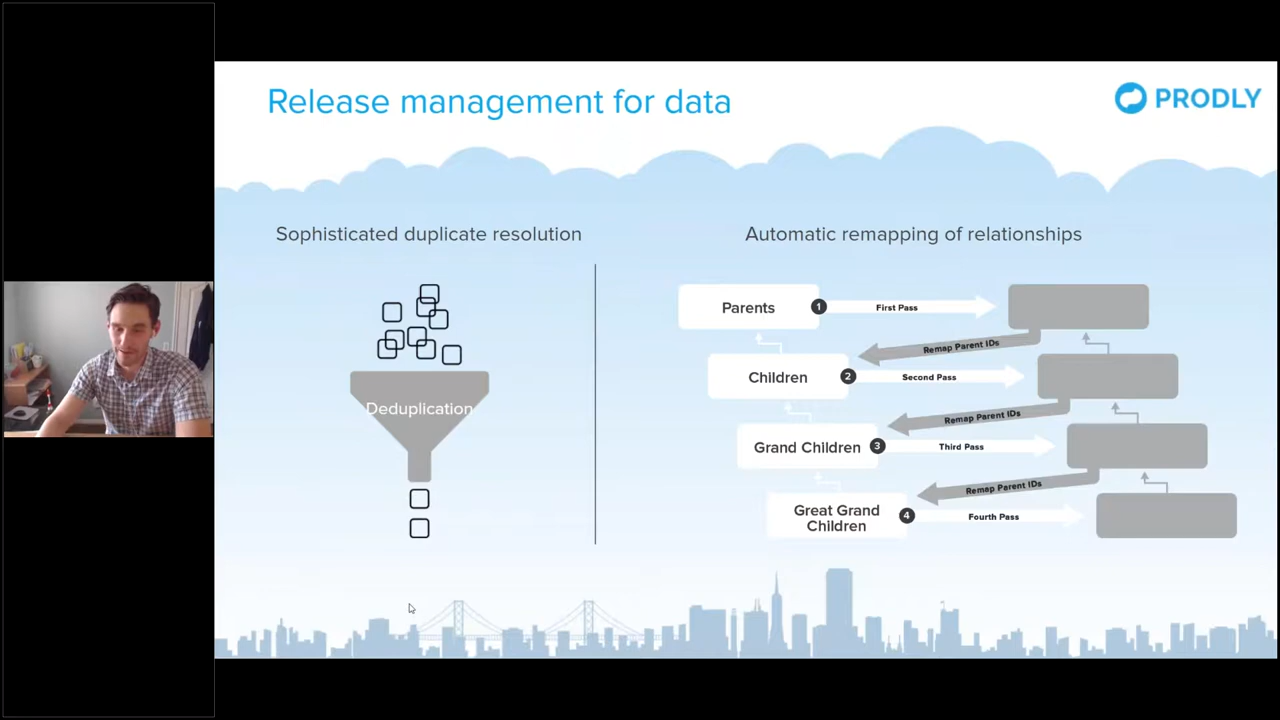 Release management for data
PRODLY
Sophisticated duplicate resolution
Deduplication
Automatic remapping of relationships
Parents
1
First Pass
Remap Parent IDs
Children
2
Second Pass
Remap Parent IDs
Grand Children
3
Third Pass
Remap Parent IDs
Great Grand
Children
4
Fourth Pass